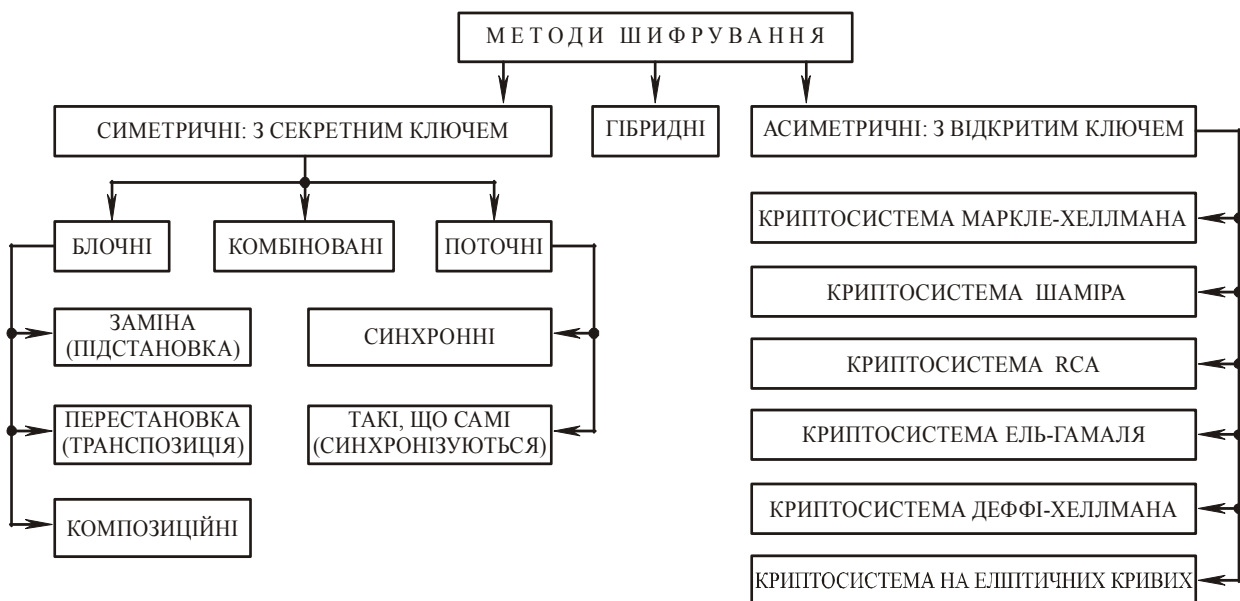 МЕТОДИ ШИФРУВАННЯ
СИМЕТРИЧНІ: З СЕКРЕТНИМ КЛЮЧЕМ
ГІБРИДНІ
АСИМЕТРИЧНІ: З ВІДКРИТИМ КЛЮЧЕМ
БЛОЧНІ
КОМБІНОВАНІ
ПОТОЧНІ
ЗАМІНА
(ПІДСТАНОВКА)
ПЕРЕСТАНОВКА
(ТРАНСПОЗИЦІЯ)
КОМПОЗИЦІЙНІ
СИНХРОННІ
ТАКІ, ЩО САМІ
(СИНХРОНІЗУЮТЬСЯ)
КРИПТОСИСТЕМА МАРКЛЕ-ХЕЛЛМАНА
КРИПТОСИСТЕМА ШАМІРА
КРИПТОСИСТЕМА RCA
КРИПТОСИСТЕМА ЕЛЬ-ГАМАЛЯ
КРИПТОСИСТЕМА ДЕФФІ-ХЕЛЛМАНА
КРИПТОСИСТЕМА НА ЕЛІПТИЧНИХ КРИВИХ